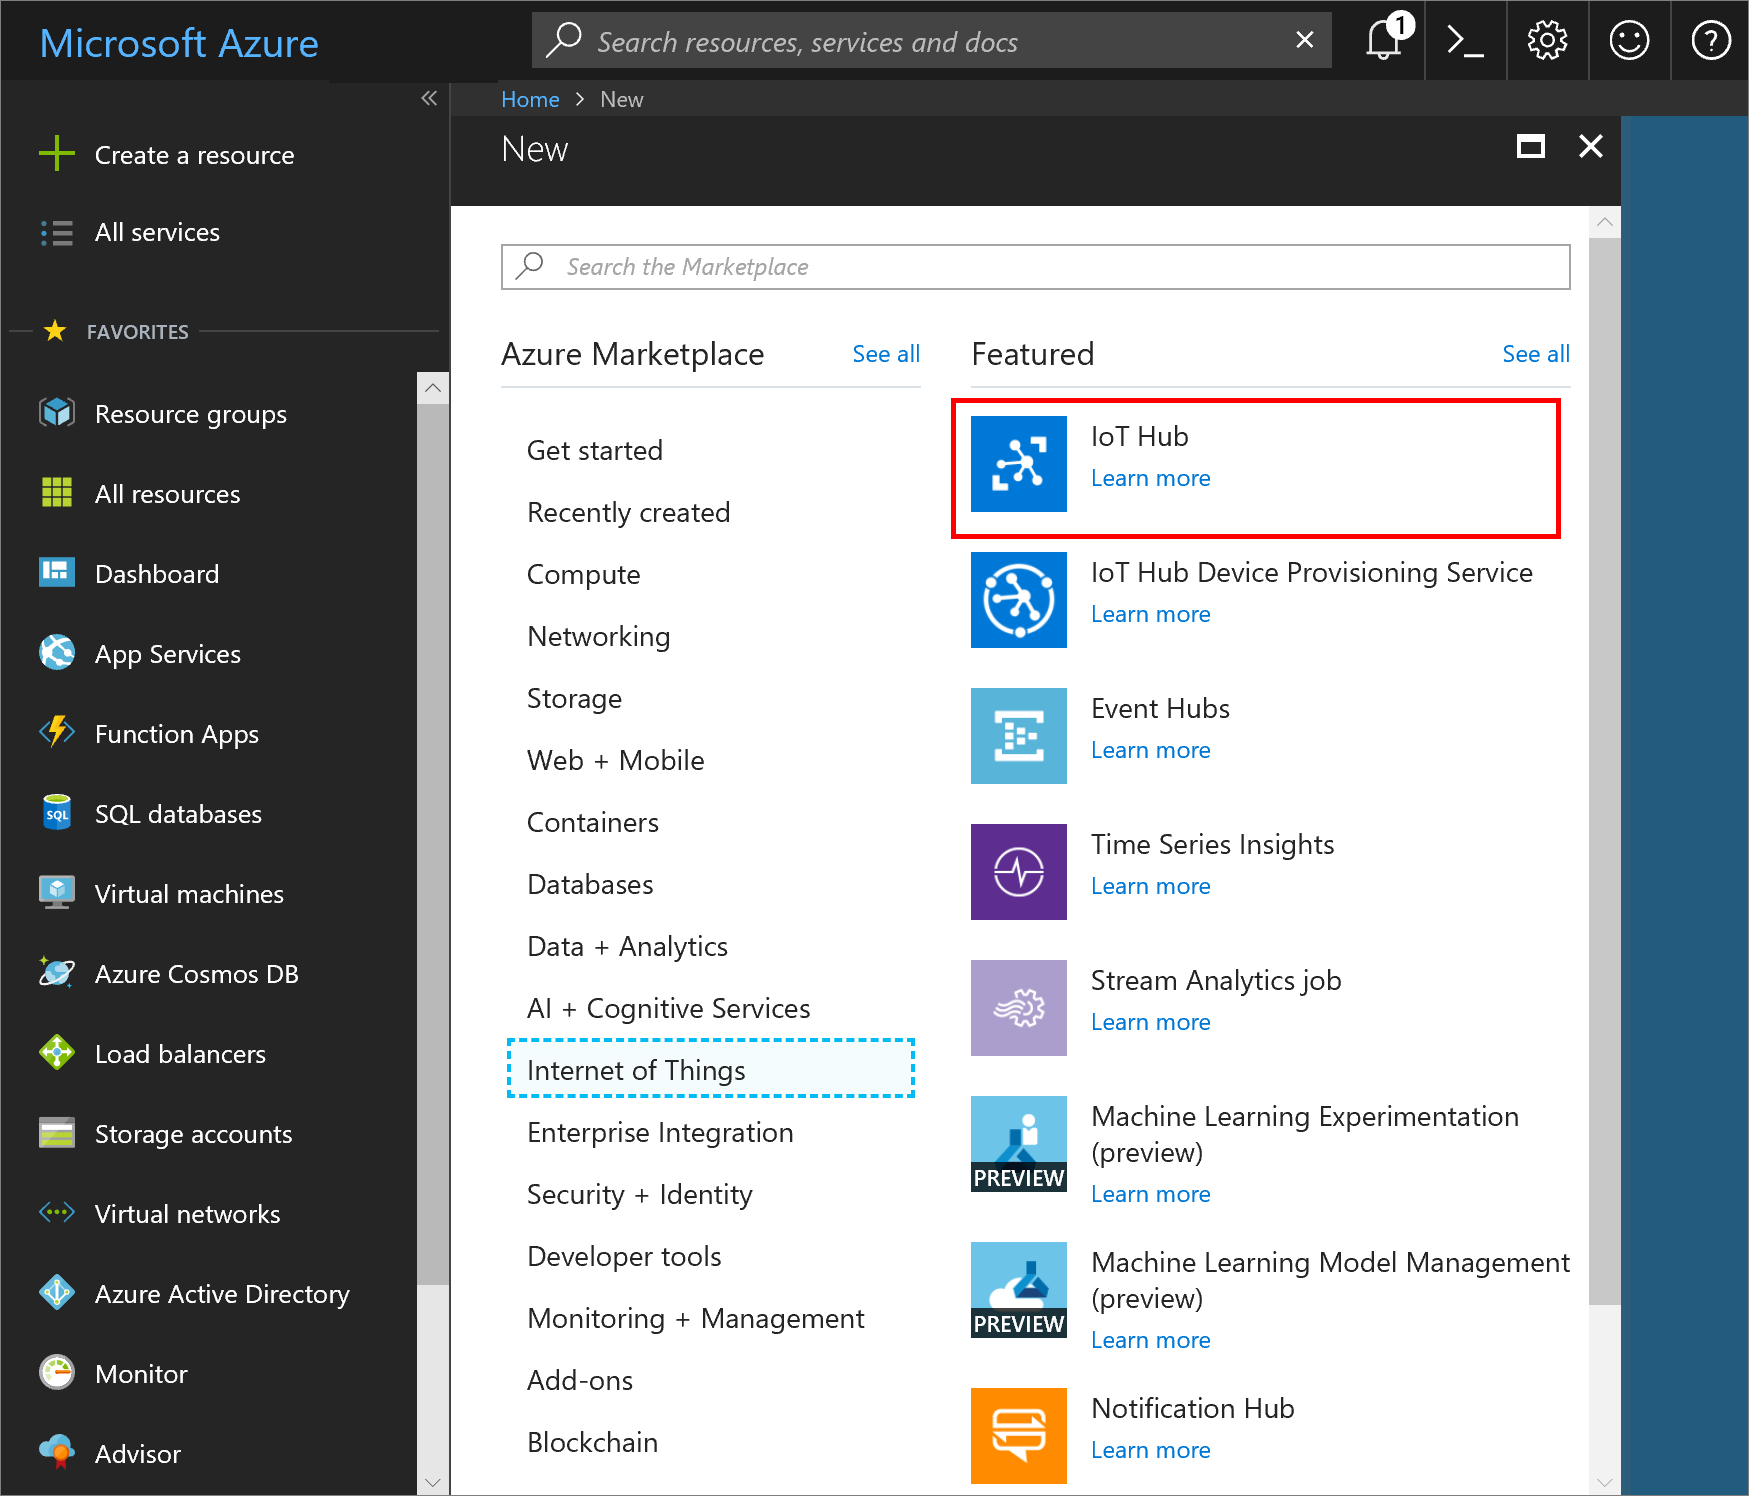 Microsoft Azure
Search resources, services and docs
1
Home > New
New
Create a resource
All services
FAVORITES
Resource groups
All resources
Dashboard
App Services
Function Apps
SQL
SQL databases
Virtual machines
Azure Cosmos DB
Load balancers
Storage accounts
Virtual networks
Azure Active Directory
Monitor
Advisor
Search the Marketplace
Azure Marketplace
See all
Get started
Recently created
Compute
Networking
Storage
Web + Mobile
Containers
Databases
Data + Analytics
AI + Cognitive Services
Internet of Things
Enterprise Integration
Security + Identity
Developer tools
Monitoring + Management
Add-ons
Blockchain
Featured
See all
IoT Hub
Learn more
IoT Hub Device Provisioning Service
Learn more
Event Hubs
Learn more
Time Series Insights
Learn more
Stream Analytics job
Learn more
PREVIEW
Machine Learning Experimentation
(preview)
Learn more
PREVIEW
Machine Learning Model Management
(preview)
Learn more
Notification Hub
Learn more